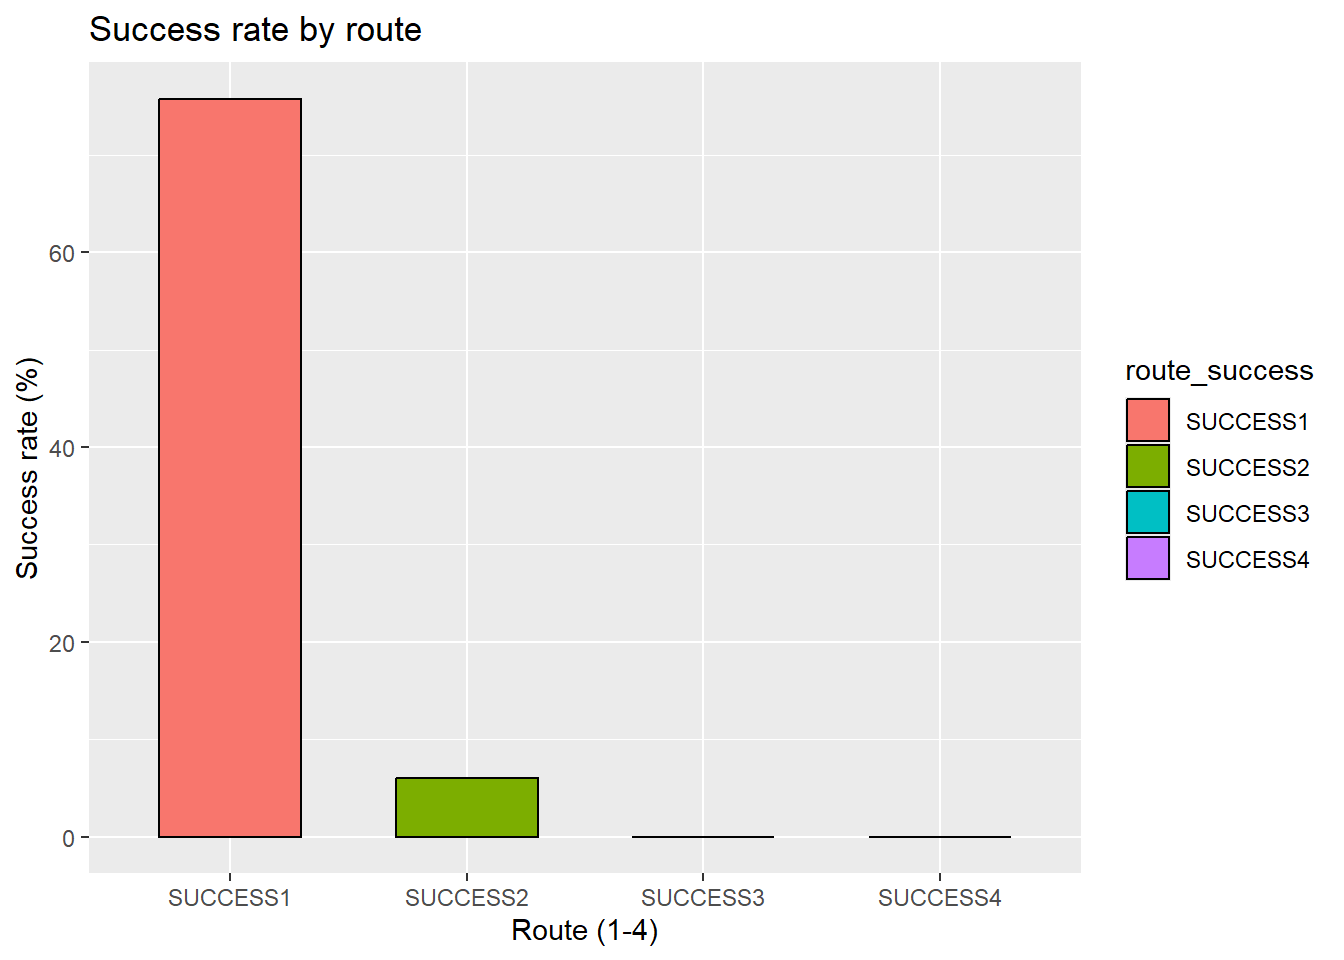 Success rate by route
Success rate (%)
60
40
20
0
SUCCESS1 SUCCESS2 SUCCESS3 SUCCESS4
Route (1-4)
route_success
SUCCESS1
SUCCESS2
SUCCESS3
SUCCESS4